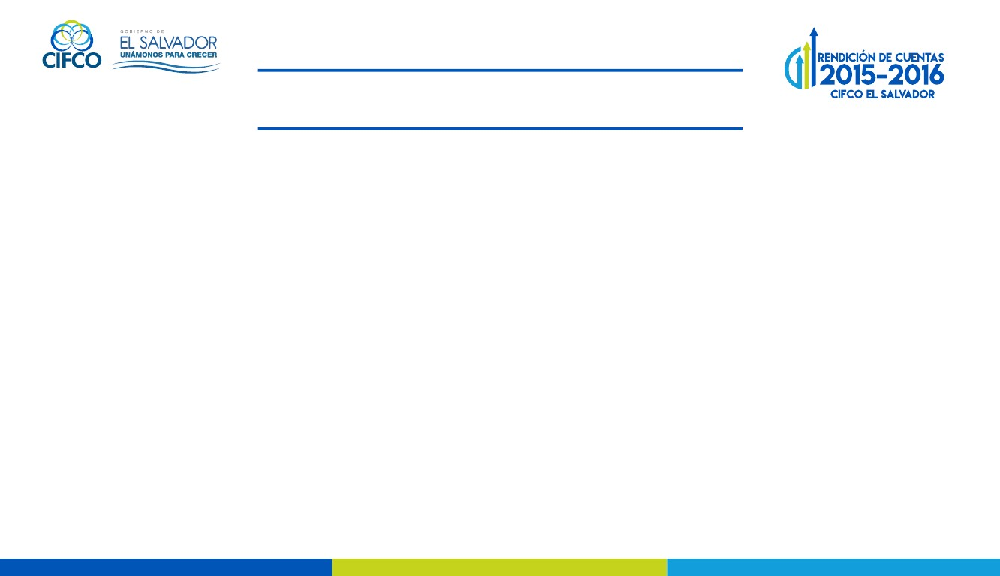 CIFCO
GOBIERNO DE
EL SALVADOR
UNÁMONOS PARA CRECER
RENDICIÓN DE CUENTAS
2015-2016
CIFCO EL SALVADOR